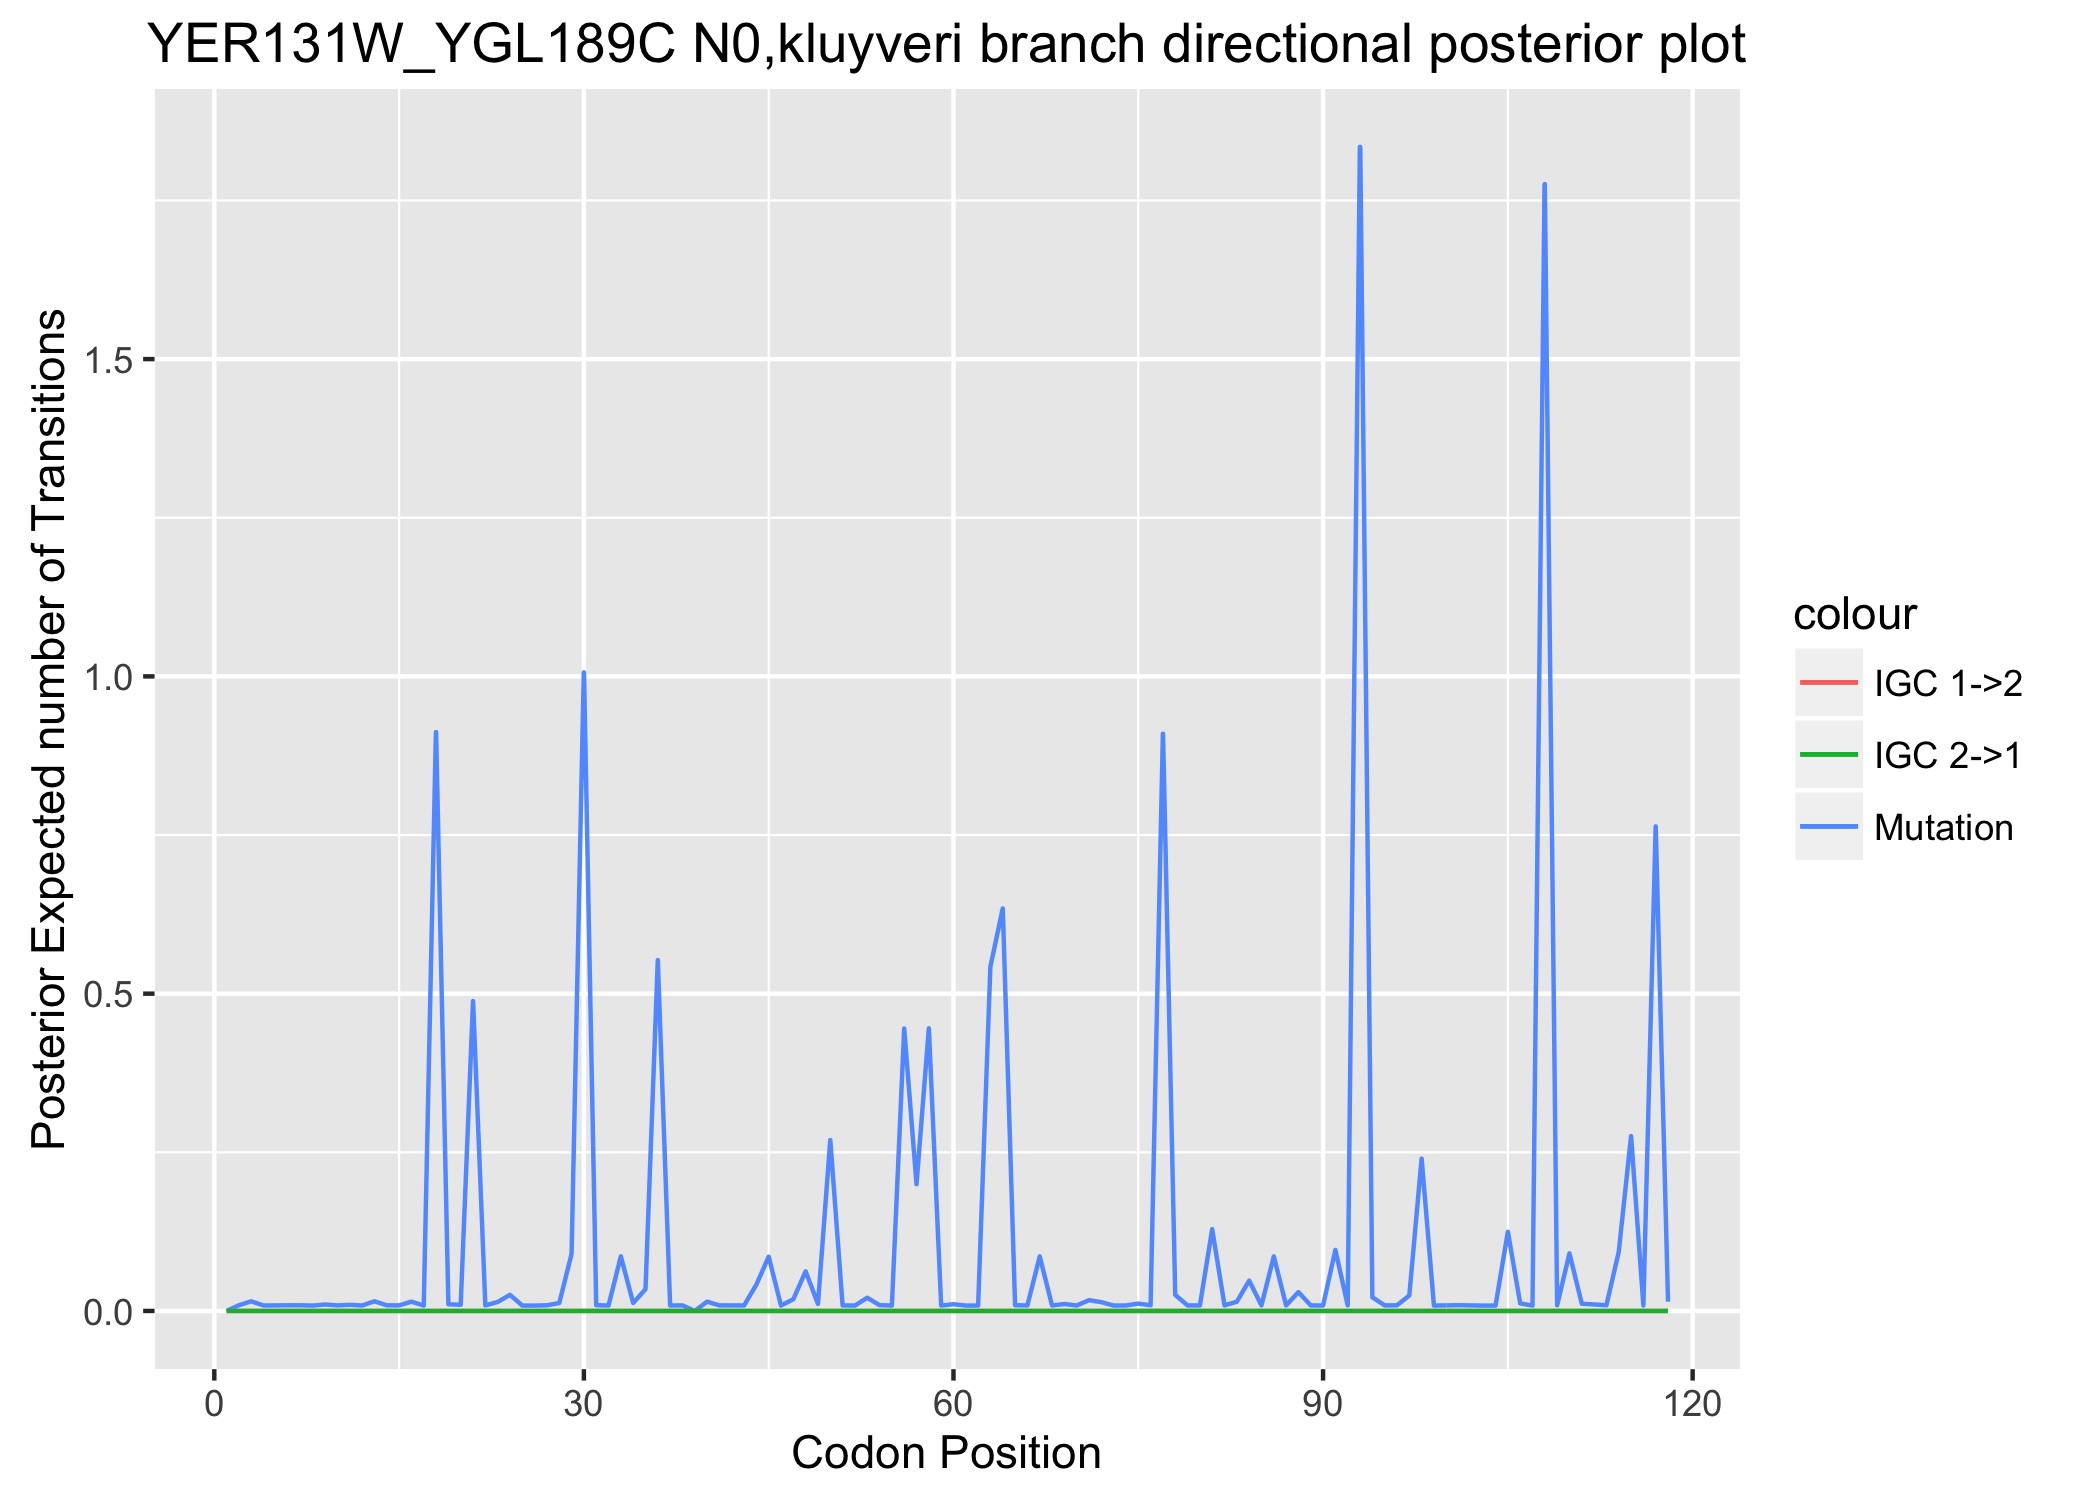 YER131W_YGL189C N0,kluyveri branch directional posterior plot
Posterior Expected number of Transitions
1.5
1.0
0.5
0.0
0 30 60 90 120
Codon Position
colour
IGC 1->2
IGC 2->1
Mutation